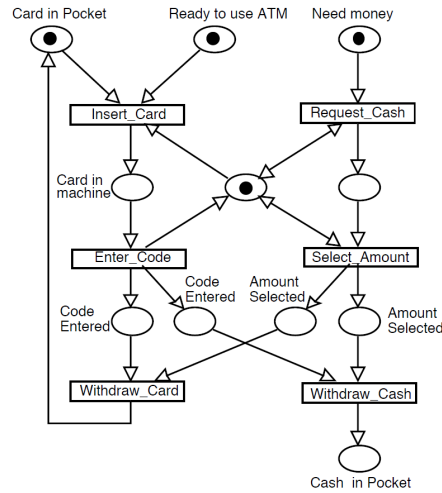 Card in Pocket
Ready to use ATM
Need money
Insert_Card
Request_Cash
Card in
machine
Enter_Code
Select_Amount
Code
Entered
Code
Entered
Amount
Selected
Amount
Selected
Withdraw_Card
Withdraw_Cash
Cash in Pocket